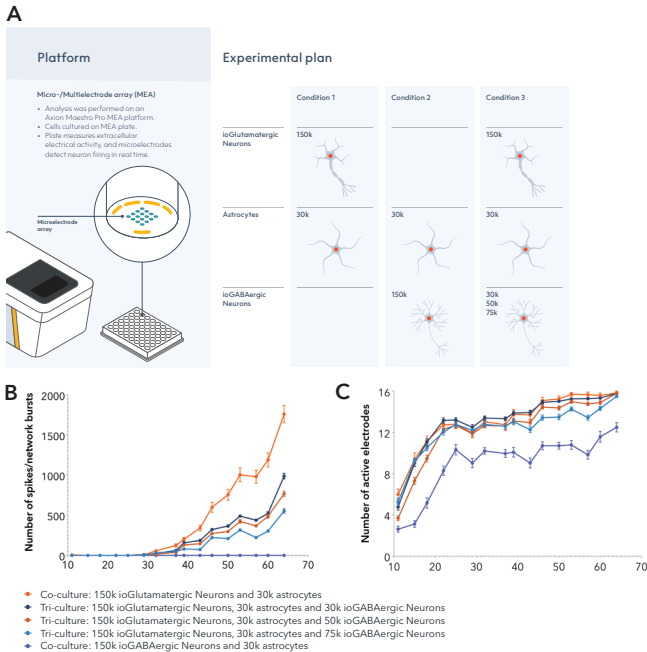 A
Platform
Experimental plan
Micro-/Multielectrode array (MEA)
• Analysis was performed on an
Axion Maestro Pro MEA platform.
• Cells cultured on MEA plate.
• Plate measures extracellular
electrical activity, and microelectrodes
detect neuron firing in real time.
Microelectrode
array
Condition 1
Condition 2
Condition 3
ioGlutamatergic
Neurons
150k
150k
Astrocytes
30k
30k
30k
ioGABAergic
Neurons
150k
30k
50k
75k
B
Number of spikes/network bursts
2000
1500
1000
500
0
10
20
30
40
50
60
70
C
Number of active electrodes
16
12
8
4
0
10
20
30
40
50
60
70
Co-culture: 150k ioGlutamatergic Neurons and 30k astrocytes
Tri-culture: 150k ioGlutamatergic Neurons, 30k astrocytes and 30k ioGABAergic Neurons
Tri-culture: 150k ioGlutamatergic Neurons, 30k astrocytes and 50k ioGABAergic Neurons
Tri-culture: 150k ioGlutamatergic Neurons, 30k astrocytes and 75k ioGABAergic Neurons
Co-culture: 150k ioGABAergic Neurons and 30k astrocytes